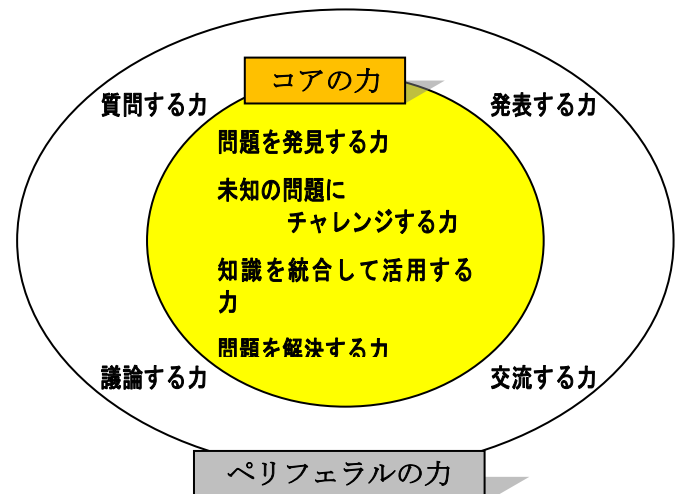 コアの力
質問する力
発表する力
問題を発見する力
未知の問題に
チャレンジする力
知識を統合して活用する
力
問題を解決する力
議論する力
交流する力
ペリフェラルの力